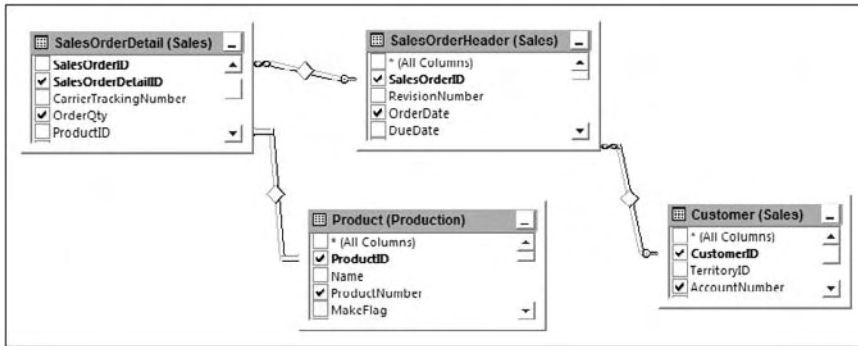 SalesOrderDetail (Sales)
SalesOrderID
SalesOrderDetailID
CarrierTrackingNumber
OrderQty
ProductID
SalesOrderHeader (Sales)
* (All Columns)
SalesOrderID
RevisionNumber
OrderDate
DueDate
Product (Production)
* (All Columns)
ProductID
Name
ProductNumber
MakeFlag
Customer (Sales)
* (All Columns)
CustomerID
TerritoryID
AccountNumber